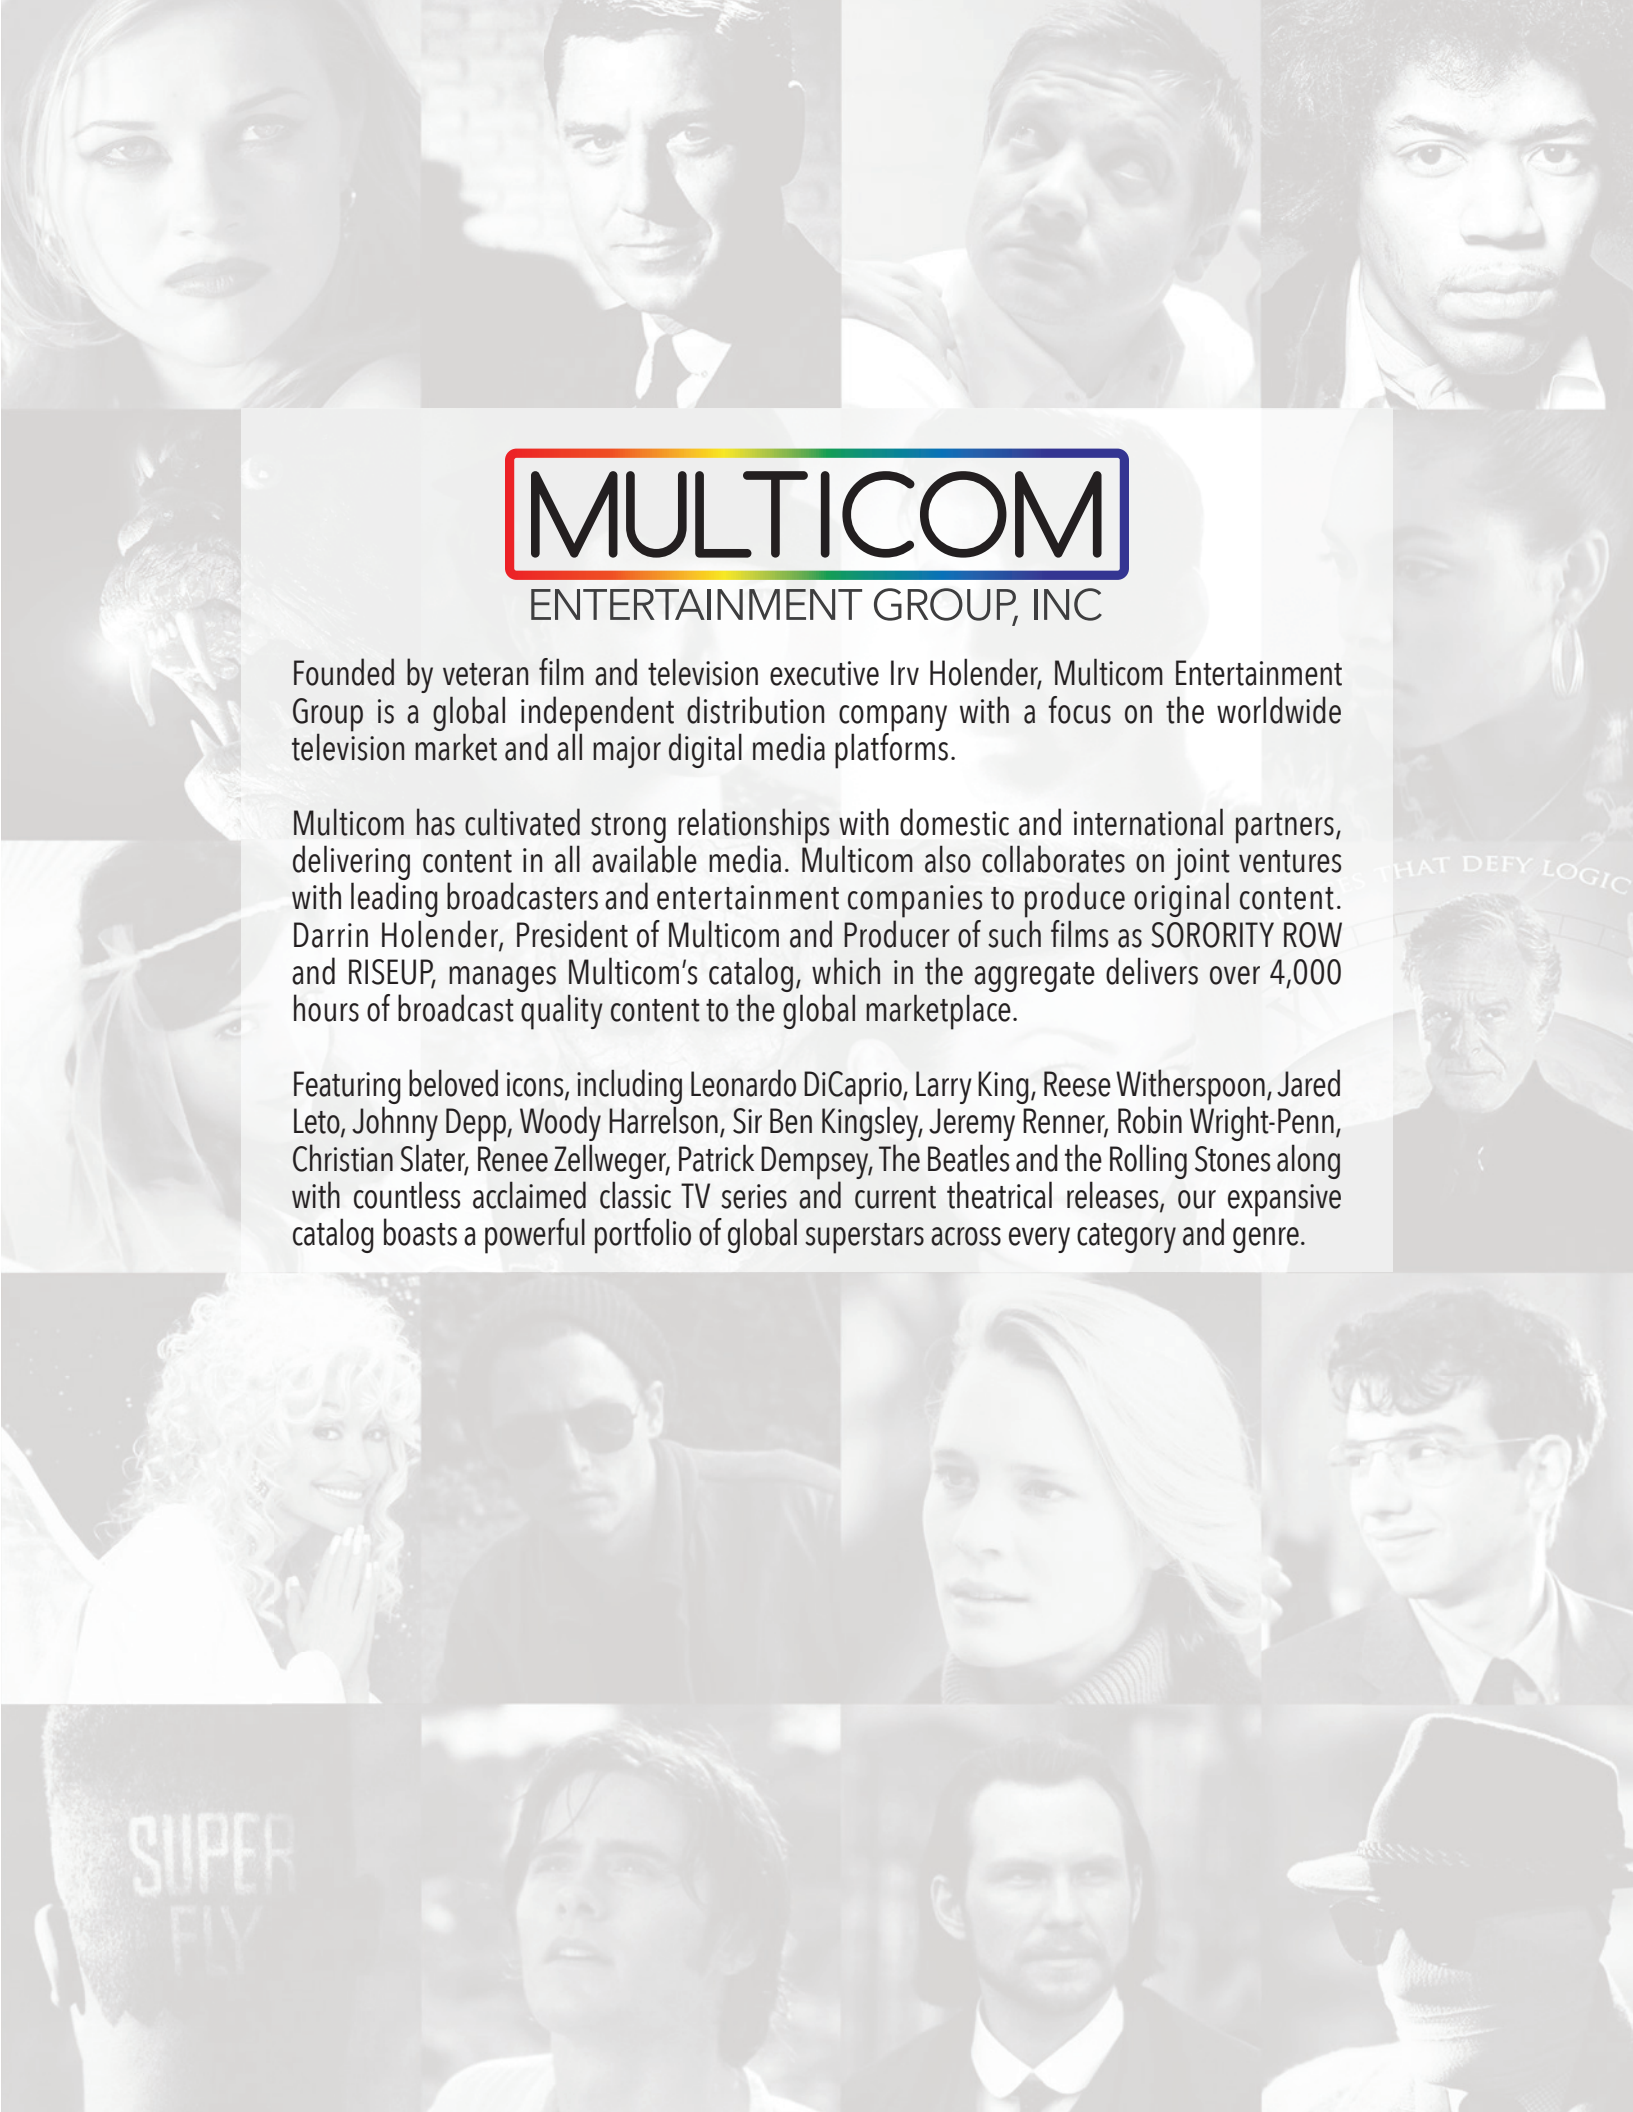 MULTICOM
ENTERTAINMENT GROUP, INC
Founded by veteran film and television executive Irv Holender, Multicom Entertainment
Group is a global independent distribution company with a focus on the worldwide
television market and all major digital media platforms.
Multicom has cultivated strong relationships with domestic and international partners,
delivering content in all available media. Multicom also collaborates on joint ventures
with leading broadcasters and entertainment companies to produce original content.
Darrin Holender, President of Multicom and Producer of such films as SORORITY ROW
and RISEUP, manages Multicom's catalog, which in the aggregate delivers over 4,000
hours of broadcast quality content to the global marketplace.
Featuring beloved icons, including Leonardo DiCaprio, Larry King, Reese Witherspoon, Jared
Leto, Johnny Depp, Woody Harrelson, Sir Ben Kingsley, Jeremy Renner, Robin Wright-Penn,
Christian Slater, Renee Zellweger, Patrick Dempsey, The Beatles and the Rolling Stones along
with countless acclaimed classic TV series and current theatrical releases, our expansive
catalog boasts a powerful portfolio of global superstars across every category and genre.
THAT DEFY LOGIC
SUPER
FLY